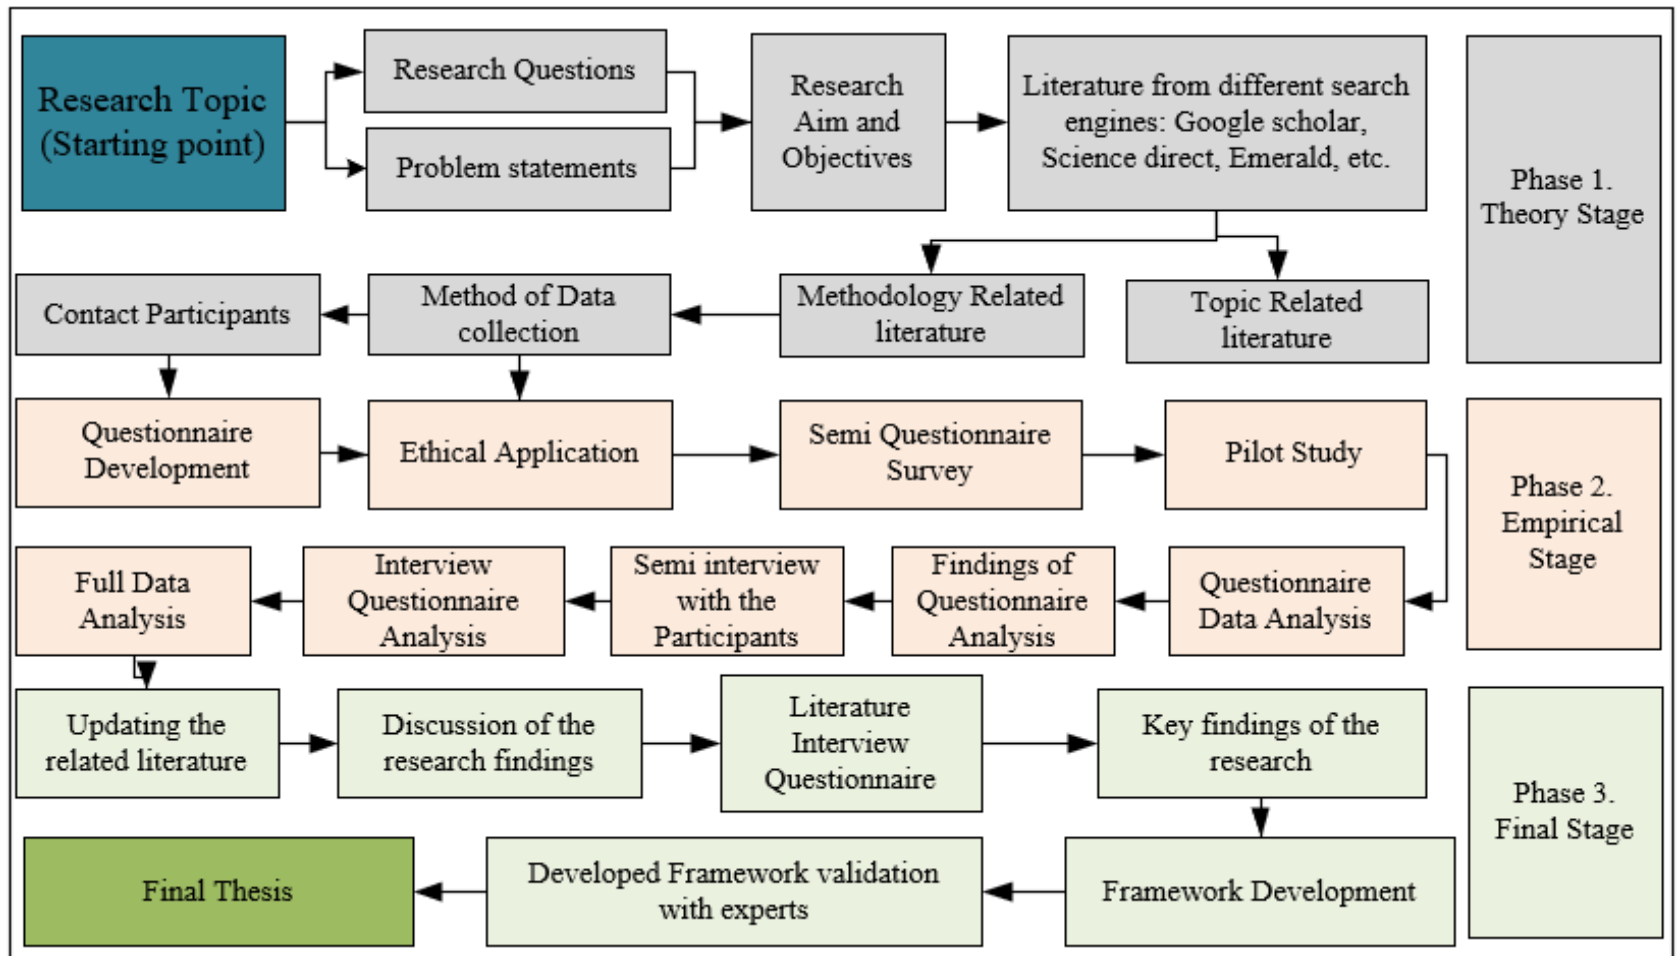 Research Topic
(Starting point)
Research Questions
Problem statements
Research
Aim and
Objectives
Literature from different search
engines: Google scholar,
Science direct, Emerald, etc.
Phase 1.
Theory Stage
Contact Participants
Method of Data
collection
Methodology Related
literature
Topic Related
literature
Questionnaire
Development
Ethical Application
Semi Questionnaire
Survey
Pilot Study
Phase 2.
Empirical
Stage
Full Data
Analysis
Interview
Questionnaire
Analysis
Semi interview
with the
Participants
Findings of
Questionnaire
Analysis
Questionnaire
Data Analysis
Updating the
related literature
Discussion of the
research findings
Literature
Interview
Questionnaire
Key findings of the
research
Phase 3.
Final Stage
Final Thesis
Developed Framework validation
with experts
Framework Development